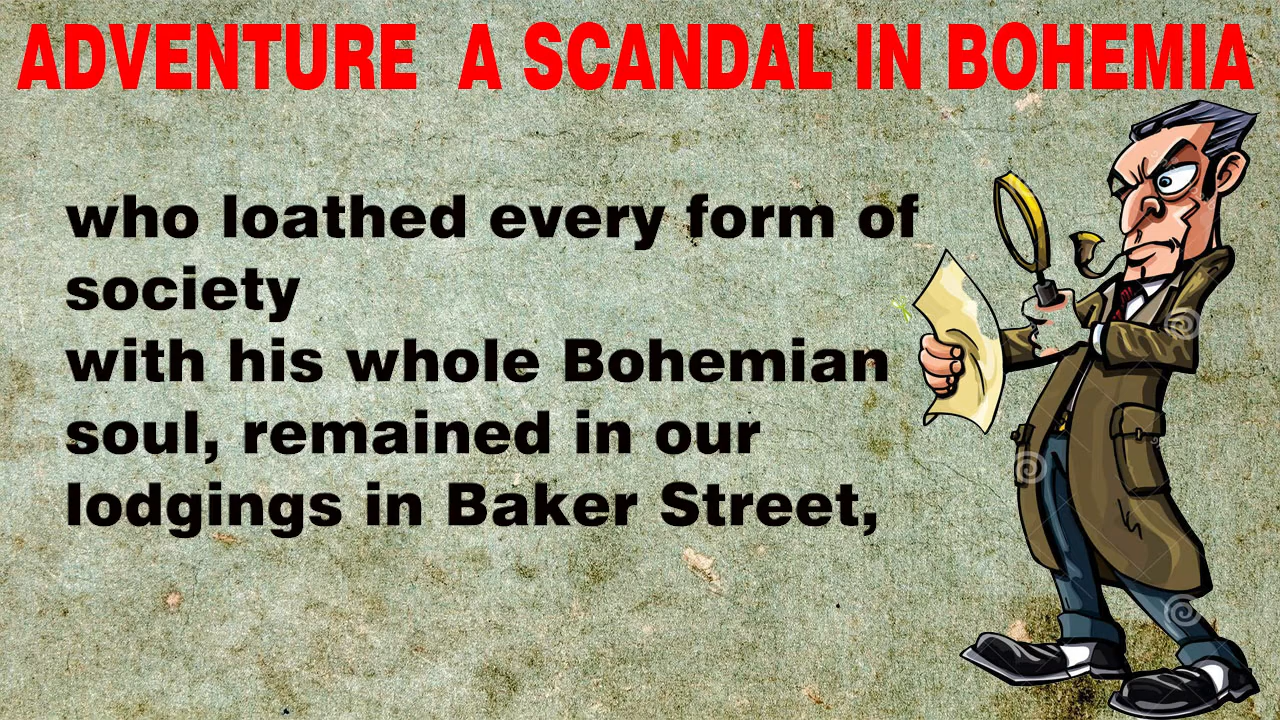 ADVENTURE A SCANDAL IN BOHEMIA
who loathed every form of
society
with his whole Bohemian
soul, remained in our
lodgings in Baker Street,